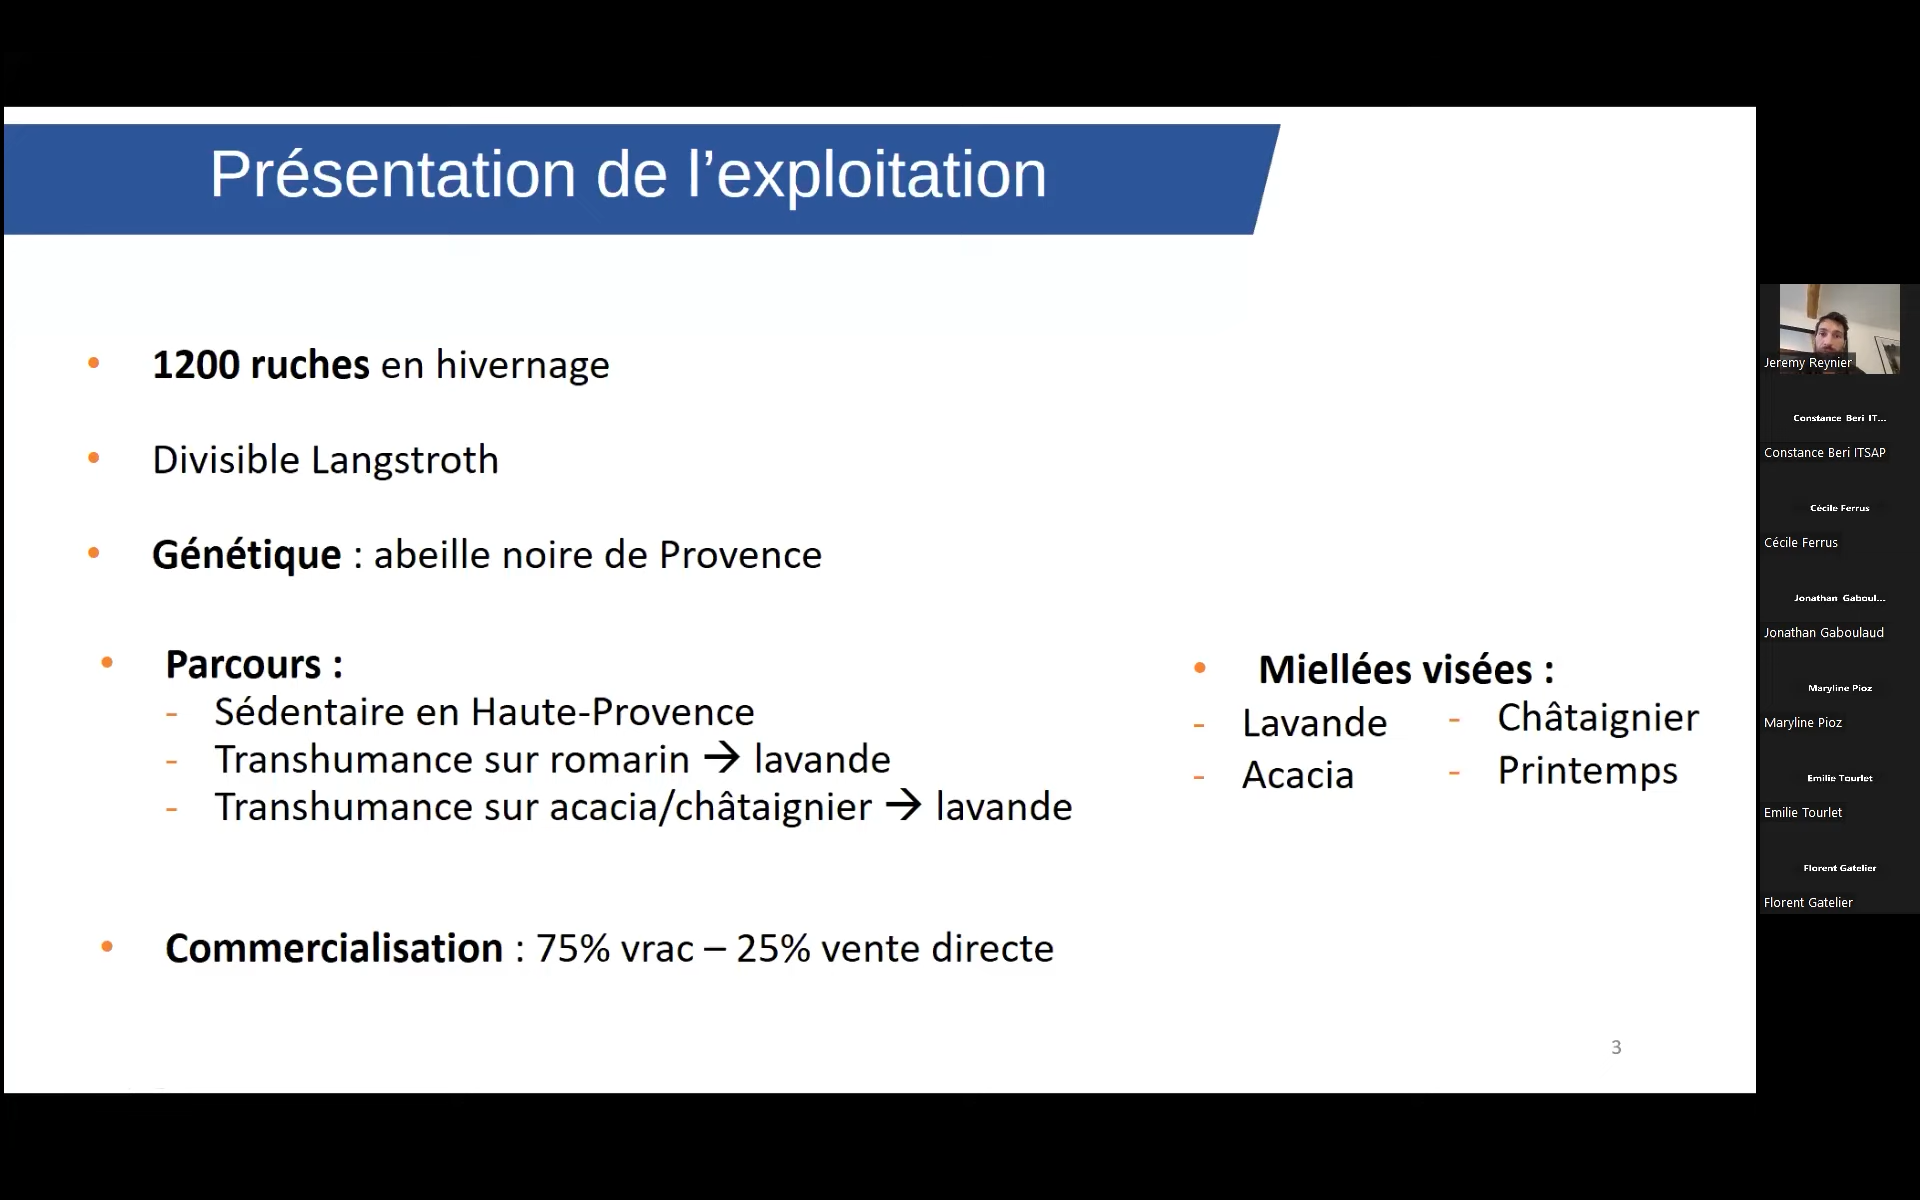 Présentation de l’exploitation
• 1200 ruches en hivernage
• Divisible Langstroth
• Génétique : abeille noire de Provence
• Parcours :
- Sédentaire en Haute-Provence
- Transhumance sur romarin → lavande
- Transhumance sur acacia/châtaignier → lavande
• Miellées visées :
- Lavande
- Acacia
- Châtaignier
- Printemps
• Commercialisation : 75% vrac – 25% vente directe
3
Jeremy Reynier
Constance Beri IT...
Constance Beri ITSAP
Cécile Ferrus
Cécile Ferrus
Jonathan Gaboul...
Jonathan Gaboulaud
Maryline Pioz
Maryline Pioz
Emilie Tourlet
Emilie Tourlet
Florent Gatelier
Florent Gatelier